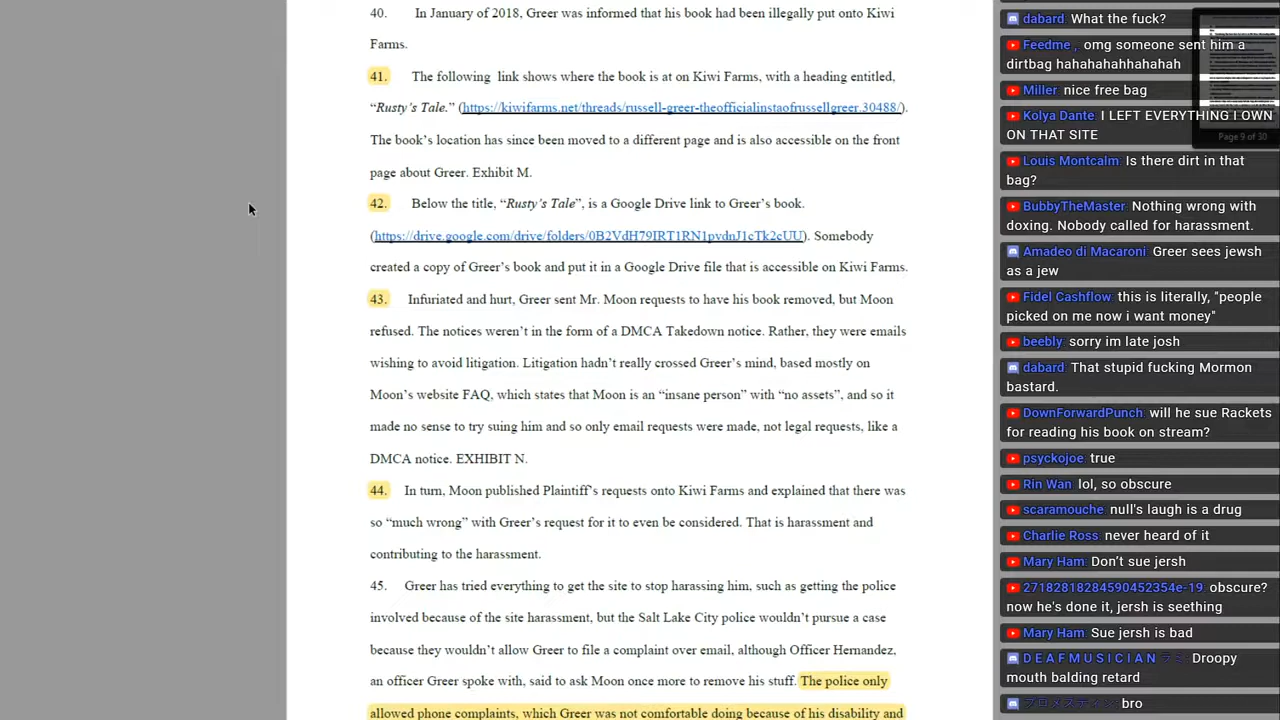 40. In January of 2018, Greer was informed that his book had been illegally put onto Kiwi
Farms.
41. The following link shows where the book is at on Kiwi Farms, with a heading entitled,
“Rusty’s Tale.” (https://kiwifarms.net/threads/russell-greer-theofficialinstaofrussellgreer.30488/).
The book’s location has since been moved to a different page and is also accessible on the front
page about Greer. Exhibit M.
42. Below the title, “Rusty’s Tale”, is a Google Drive link to Greer’s book.
(https://drive.google.com/drive/folders/0B2VdH79IRT1RN1pvdnJ1cTk2cUU). Somebody
created a copy of Greer’s book and put it in a Google Drive file that is accessible on Kiwi Farms.
43. Infuriated and hurt, Greer sent Mr. Moon requests to have his book removed, but Moon
refused. The notices weren’t in the form of a DMCA Takedown notice. Rather, they were emails
wishing to avoid litigation. Litigation hadn’t really crossed Greer’s mind, based mostly on
Moon’s website FAQ, which states that Moon is an “insane person” with “no assets”, and so it
made no sense to try suing him and so only email requests were made, not legal requests, like a
DMCA notice. EXHIBIT N.
44. In turn, Moon published Plaintiff’s requests onto Kiwi Farms and explained that there was
so “much wrong” with Greer’s request for it to even be considered. That is harassment and
contributing to the harassment.
45. Greer has tried everything to get the site to stop harassing him, such as getting the police
involved because of the site harassment, but the Salt Lake City police wouldn’t pursue a case
because they wouldn’t allow Greer to file a complaint over email, although Officer Hernandez,
an officer Greer spoke with, said to ask Moon once more to remove his stuff. The police only
allowed phone complaints, which Greer was not comfortable doing because of his disability and
dabard What the fuck?
Feedme , omg someone sent him a
dirtbag hahahahhahahah
Miller nice free bag
Kolya Dante: I LEFT EVERYTHING I OWN
ON THAT SITE
Page 9 of 30
Louis Montcalm: Is there dirt in that
bag?
BubbyTheMaster: Nothing wrong with
doxing. Nobody called for harassment.
Amadeo di Macaroni: Greer sees jewsh
as a jew
Fidel Cashflow: this is literally, "people
picked on me now i want money"
beebly sorry im late josh
dabard That stupid fucking Mormon
bastard.
DownForwardPunch: will he sue Rackets
for reading his book on stream?
psyckojoe true
Rin Wan: lol, so obscure
scaramouche: null's laugh is a drug
Charlie Ross: never heard of it
Mary Ham: Don’t sue jersh
2718281828459045​2354e-19 obscure?
now he's done it, jersh is seething
Mary Ham: Sue jersh is bad
D E A F M U S I C I A N ラミ Droopy
mouth balding retard
bro